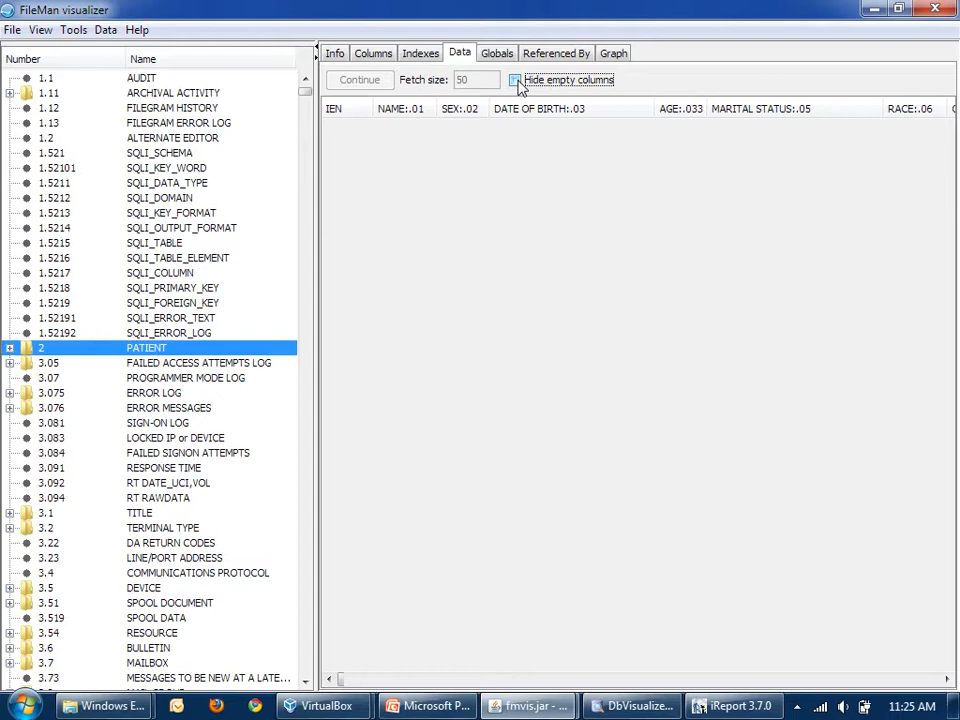 FileMan visualizer
File View Tools Data Help
Number Name
1.1 AUDIT
1.11 ARCHIVAL ACTIVITY
1.12 FILEGRAM HISTORY
1.13 FILEGRAM ERROR LOG
1.2 ALTERNATE EDITOR
1.521 SQLI_SCHEMA
1.52101 SQLI_KEY_WORD
1.5211 SQLI_DATA_TYPE
1.5212 SQLI_DOMAIN
1.5213 SQLI_KEY_FORMAT
1.5214 SQLI_OUTPUT_FORMAT
1.5215 SQLI_TABLE
1.5216 SQLI_TABLE_ELEMENT
1.5217 SQLI_COLUMN
1.5218 SQLI_PRIMARY_KEY
1.5219 SQLI_FOREIGN_KEY
1.52191 SQLI_ERROR_TEXT
1.52192 SQLI_ERROR_LOG
2 PATIENT
3.05 FAILED ACCESS ATTEMPTS LOG
3.07 PROGRAMMER MODE LOG
3.075 ERROR LOG
3.076 ERROR MESSAGES
3.081 SIGN-ON LOG
3.083 LOCKED IP or DEVICE
3.084 FAILED SIGNON ATTEMPTS
3.091 RESPONSE TIME
3.092 RT DATE_UCI,VOL
3.094 RT RAWDATA
3.1 TITLE
3.2 TERMINAL TYPE
3.22 DA RETURN CODES
3.23 LINE/PORT ADDRESS
3.4 COMMUNICATIONS PROTOCOL
3.5 DEVICE
3.51 SPOOL DOCUMENT
3.519 SPOOL DATA
3.54 RESOURCE
3.6 BULLETIN
3.7 MAILBOX
3.73 MESSAGES TO BE NEW AT A LATE...
Info Columns Indexes Data Globals Referenced By Graph
Continue Fetch size: 50 Hide empty columns
IEN NAME:.01 SEX:.02 DATE OF BIRTH:.03 AGE:.033 MARITAL STATUS:.05 RACE:.06
Windows E... VirtualBox Microsoft P... fmvis.jar - ... DbVisualize... iReport 3.7.0 11:25 AM